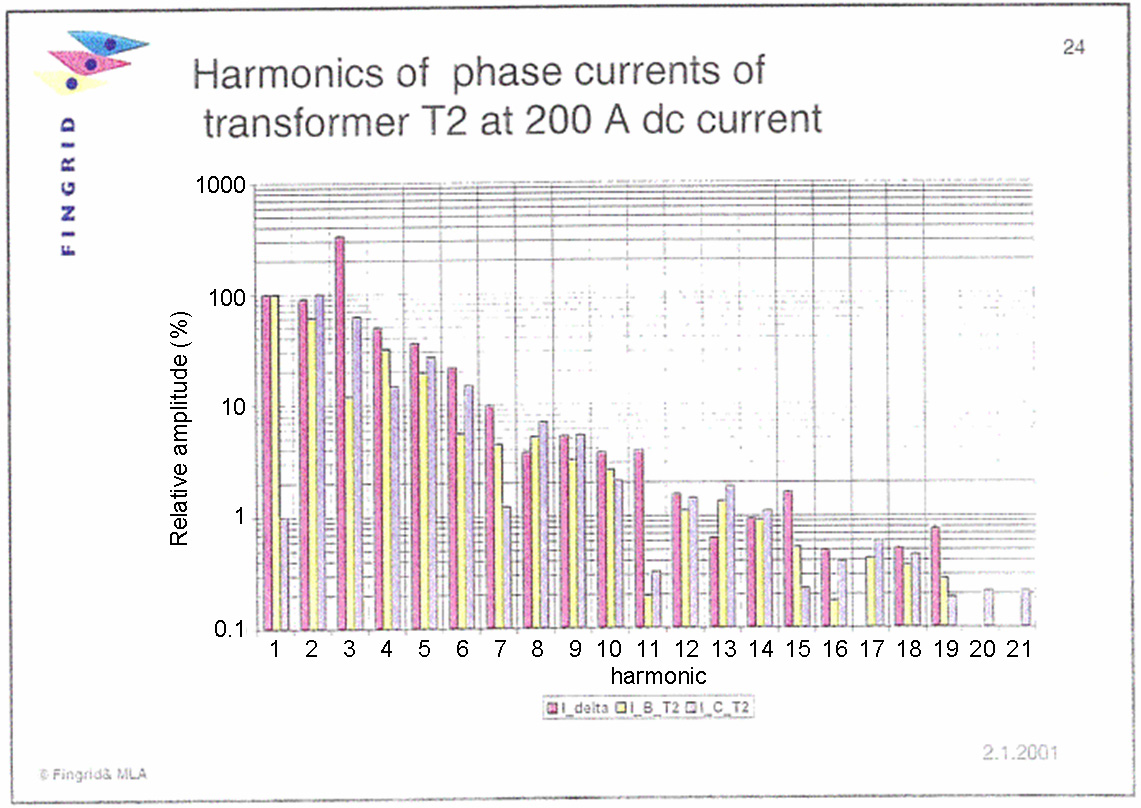 24
FINGRID
Harmonics of phase currents of
transformer T2 at 200 A dc current
Relative amplitude (%)
1000
100
10
1
0.1
1 2 3 4 5 6 7 8 9 10 11 12 13 14 15 16 17 18 19 20 21
harmonic
I_delta I_B_T2 I_C_T2
2.1.2001
© Fingrid& MLA